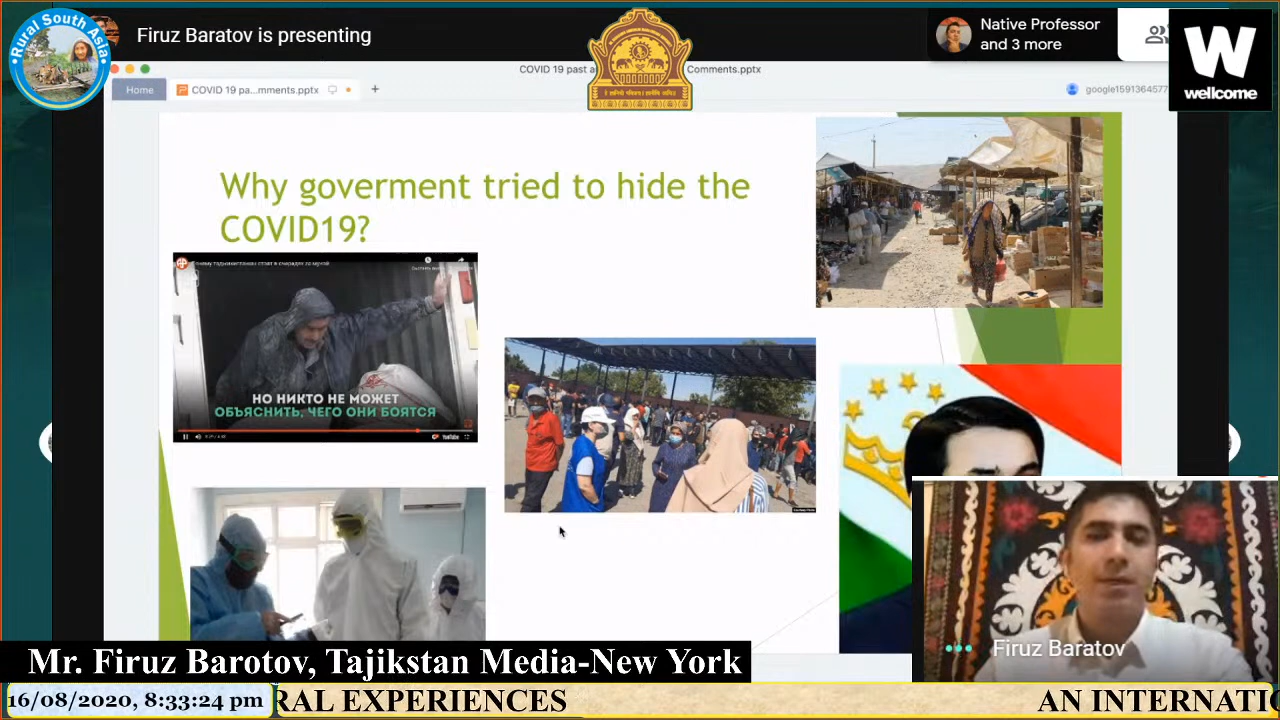 Rural South Asia
Firuz Baratov is presenting
Native Professor
and 3 more
W
wellcome
COVID 19 past a
Comments.pptx
Home
COVID 19 pa...mments.pptx
+
google1591364577
Why goverment tried to hide the
COVID19?
НО НИКТО НЕ МОЖЕТ
ОБЪЯСНИТЬ, ЧЕГО ОНИ БОЯТСЯ
YouTube
Firuz Baratov
Mr. Firuz Barotov, Tajikstan Media-New York
16/08/2020, 8:33:24 pm
RAL EXPERIENCES
AN INTERNATIO